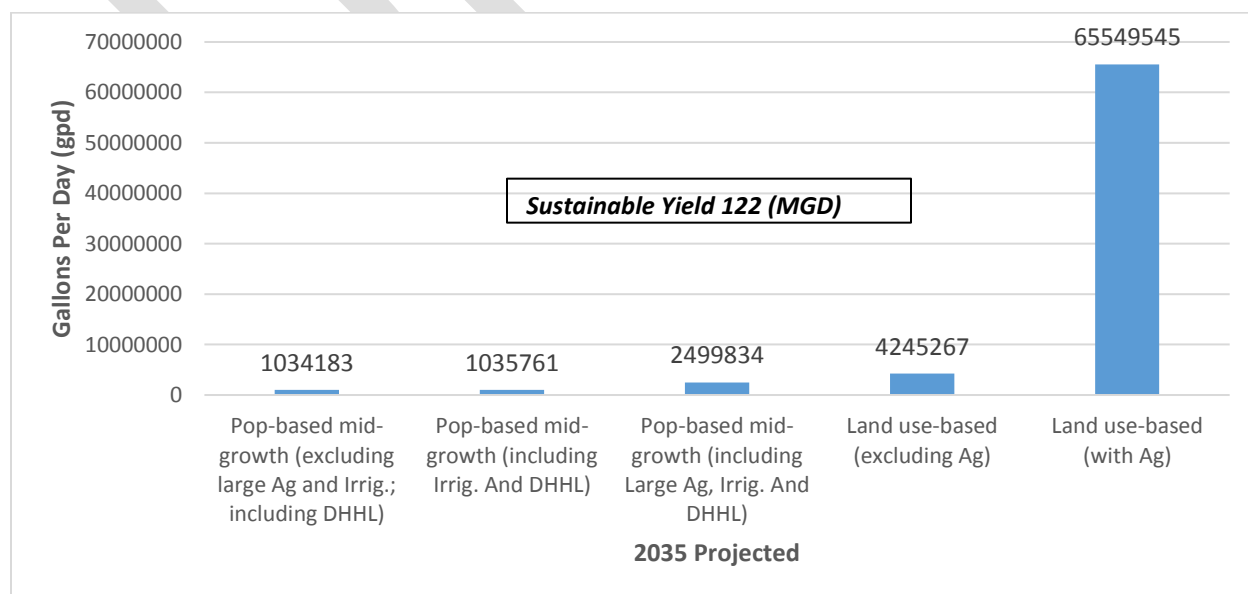 70000000
60000000
50000000
40000000
30000000
20000000
10000000
0
Gallons Per Day (gpd)
Sustainable Yield 122 (MGD)
1034183
1035761
2499834
4245267
65549545
Pop-based mid-
growth (excluding
large Ag and Irrig.;
including DHHL)
Pop-based mid-
growth (including
Irrig. And DHHL)
Pop-based mid-
growth (including
Large Ag, Irrig. And
DHHL)
Land use-based
(excluding Ag)
Land use-based
(with Ag)
2035 Projected